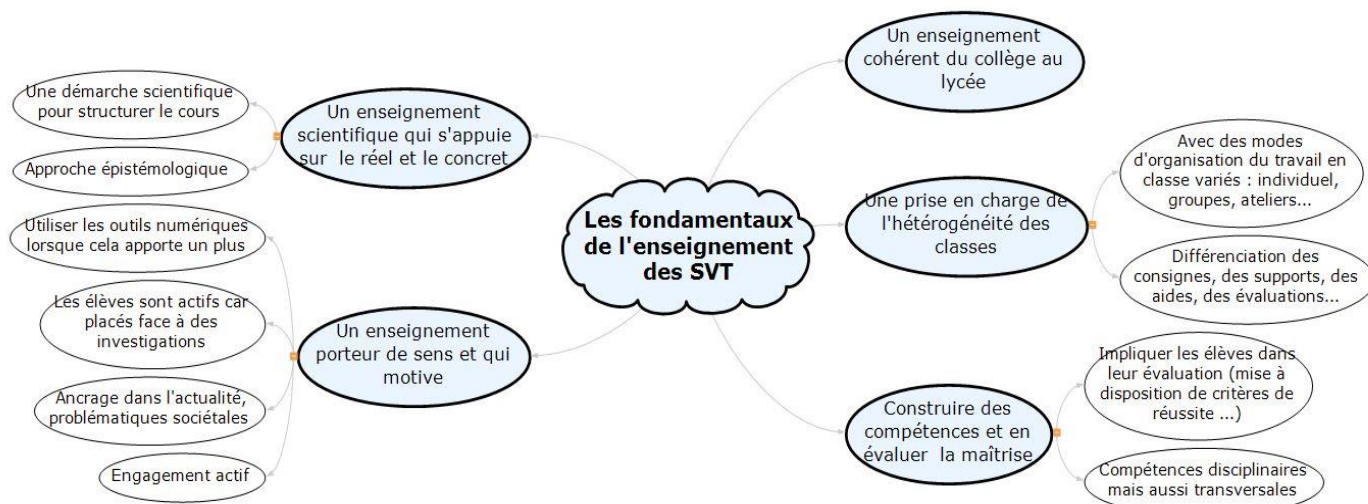 Les fondamentaux
de l'enseignement
des SVT
Un enseignement
scientifique qui s'appuie
sur le réel et le concret
Une démarche scientifique
pour structurer le cours
Approche épistémologique
Un enseignement
porteur de sens et qui
motive
Utiliser les outils numériques
lorsque cela apporte un plus
Les élèves sont actifs car
placés face à des
investigations
Ancrage dans l'actualité,
problématiques sociétales
Engagement actif
Un enseignement
cohérent du collège au
lycée
Une prise en charge de
l'hétérogénéité des
classes
Avec des modes
d'organisation du travail en
classe variés : individuel,
groupes, ateliers...
Différenciation des
consignes, des supports, des
aides, des évaluations...
Construire des
compétences et en
évaluer la maîtrise
Impliquer les élèves dans
leur évaluation (mise à
disposition de critères de
réussite ...)
Compétences disciplinaires
mais aussi transversales